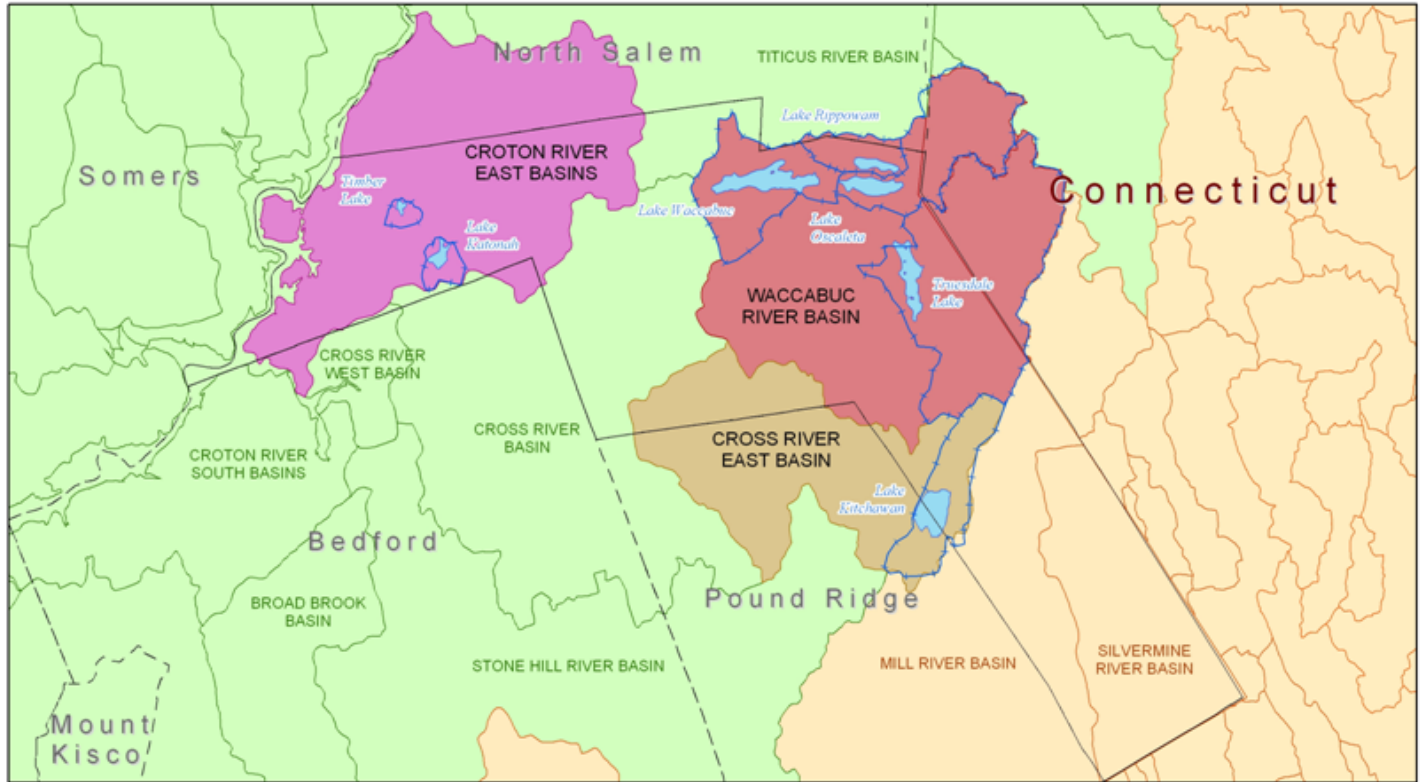 North Salem
TITICUS RIVER BASIN
Lake Rippowam
CROTON RIVER
EAST BASINS
Somers
Timber
Lake
Connecticut
Lake Waccabuc
Lake
Oscaleta
Lake
Katonah
Truesdale
Lake
WACCABUC
RIVER BASIN
CROSS RIVER
WEST BASIN
CROSS RIVER
BASIN
CROSS RIVER
EAST BASIN
CROTON RIVER
SOUTH BASINS
Lake
Kitchawan
Bedford
Pound Ridge
BROAD BROOK
BASIN
STONE HILL RIVER BASIN
MILL RIVER BASIN
SILVERMINE
RIVER BASIN
Mount
Kisco